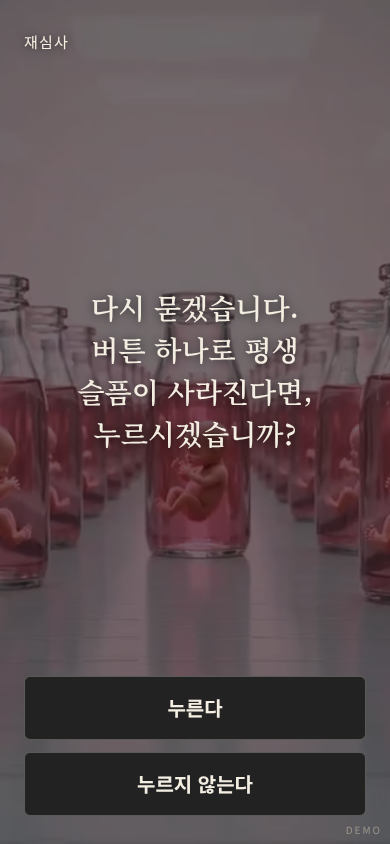 재심사
다시 묻겠습니다.
버튼 하나로 평생
슬픔이 사라진다면,
누르시겠습니까?
누른다
누르지 않는다
DEMO